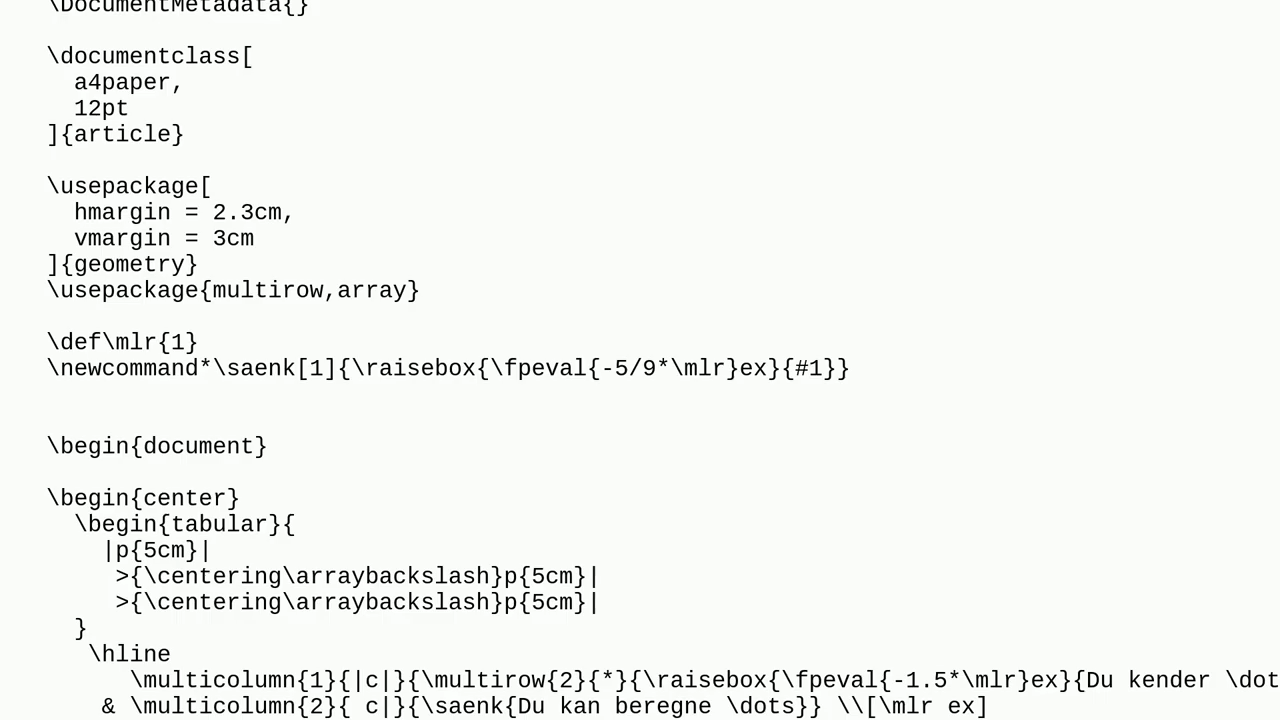 \DocumentMetadata{}
\documentclass[
  a4paper,
  12pt
]{article}
\usepackage[
  hmargin = 2.3cm,
  vmargin = 3cm
]{geometry}
\usepackage{multirow,array}
\def\mlr{1}
\newcommand*\saenk[1]{\raisebox{\fpeval{-5/9*\mlr}ex}{#1}}
\begin{document}
\begin{center}
  \begin{tabular}{
    |p{5cm}|
     >{\centering\arraybackslash}p{5cm}|
     >{\centering\arraybackslash}p{5cm}|
  }
   \hline
      \multicolumn{1}{|c|}{\multirow{2}{*}{\raisebox{\fpeval{-1.5*\mlr}ex}{Du kender \dot
    & \multicolumn{2}{ c|}{\saenk{Du kan beregne \dots}} \\[\mlr ex]